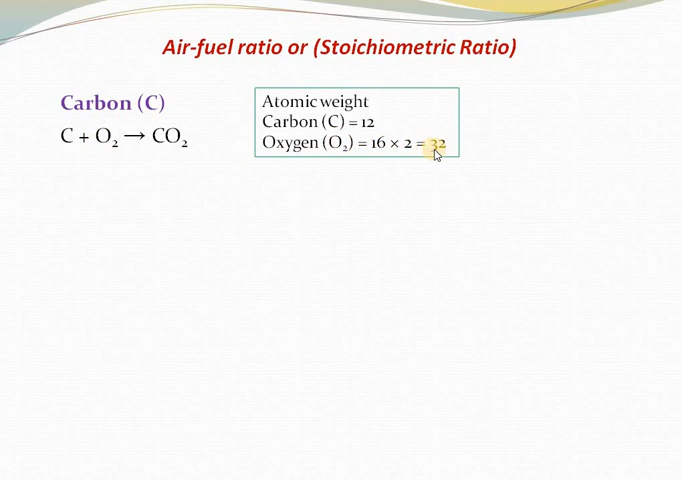 Air-fuel ratio or (Stoichiometric Ratio)
Carbon (C)
C + O₂ → CO₂
Atomic weight
Carbon (C) = 12
Oxygen (O₂) = 16 × 2 = 32